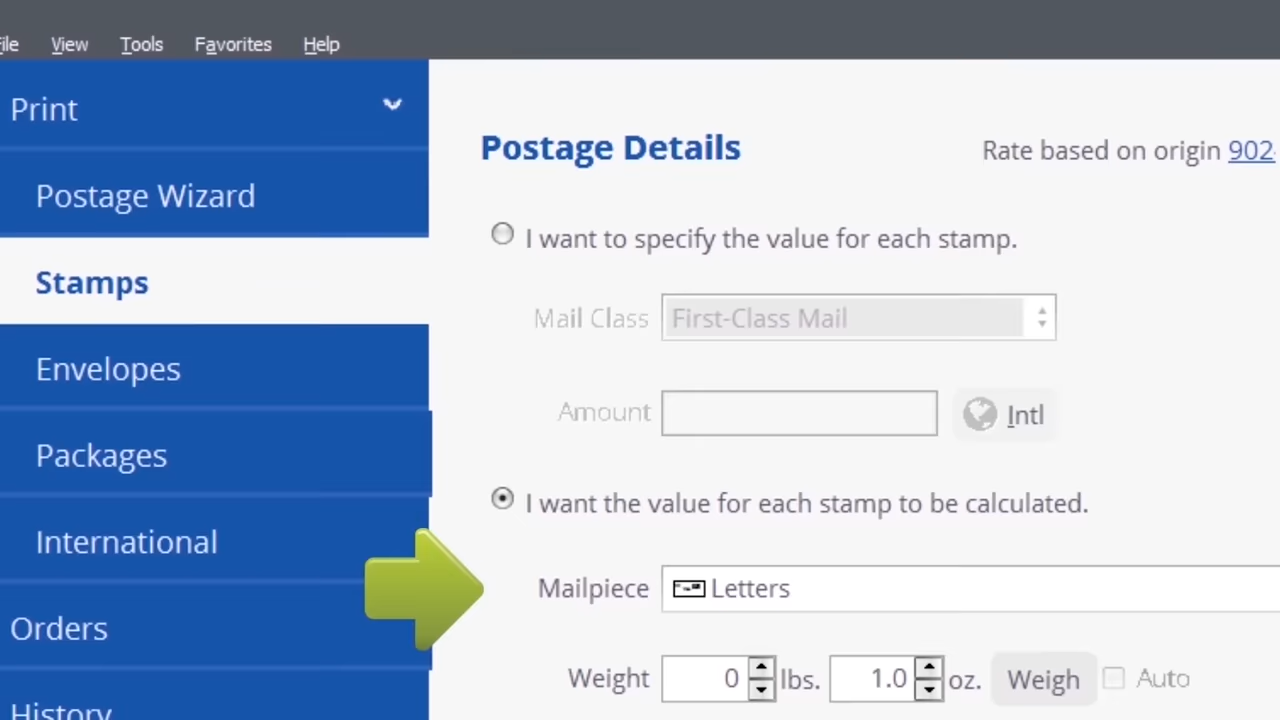 File View Tools Favorites Help
Print
Postage Wizard
Stamps
Envelopes
Packages
International
Orders
History
Postage Details
Rate based on origin 902
I want to specify the value for each stamp.
Mail Class First-Class Mail
Amount Intl
I want the value for each stamp to be calculated.
Mailpiece Letters
Weight 0 lbs. 1.0 oz. Weigh Auto